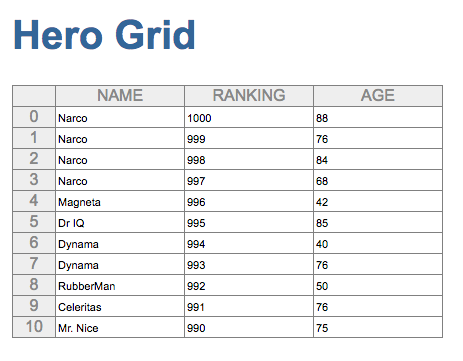 Hero Grid
NAME RANKING AGE
0 Narco 1000 88
1 Narco 999 76
2 Narco 998 84
3 Narco 997 68
4 Magneta 996 42
5 Dr IQ 995 85
6 Dynama 994 40
7 Dynama 993 76
8 RubberMan 992 50
9 Celeritas 991 76
10 Mr. Nice 990 75